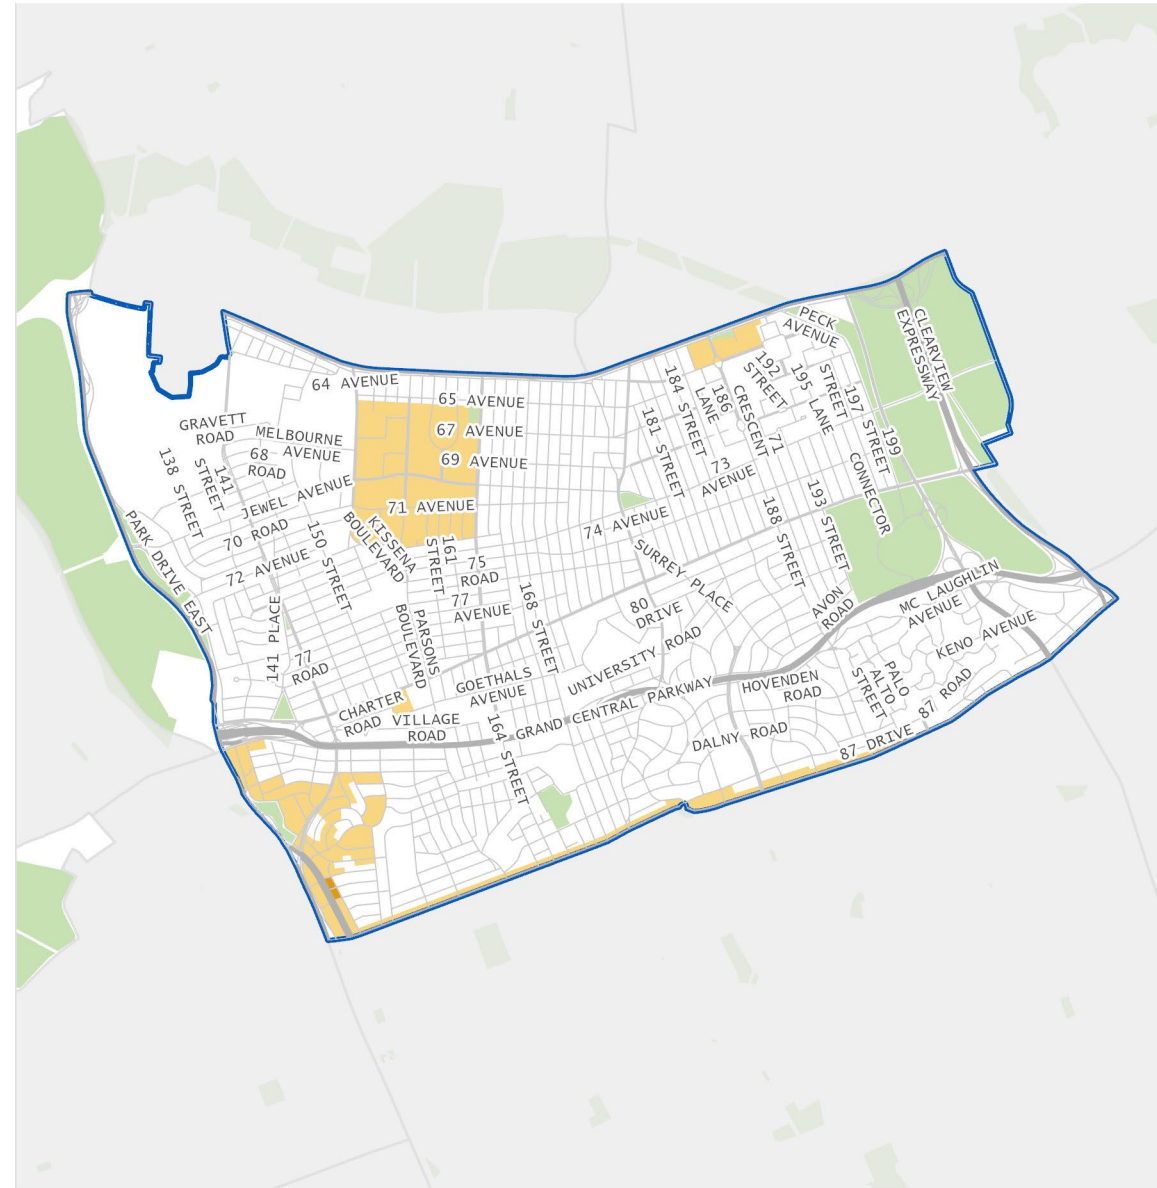 PECK
AVENUE
CLEARVIEW
EXPRESSWAY
64 AVENUE
65 AVENUE
184 STREET
186
LANE
CRESCENT
192
STREET
195 LANE
STREET
197
STREET
199
181 STREET
71
GRAVETT
ROAD
MELBOURNE
AVENUE
67 AVENUE
68
ROAD
69 AVENUE
138 STREET
141
STREET
73
AVENUE
CONNECTOR
JEWEL AVENUE
71 AVENUE
74 AVENUE
188 STREET
193 STREET
70 ROAD
PARK DRIVE EAST
150 STREET
KISSENA
BOULEVARD
161
STREET
72 AVENUE
75
ROAD
SURREY PLACE
77
AVENUE
168 STREET
80
DRIVE
AVON
ROAD
MC LAUGHLIN
AVENUE
141 PLACE
PARSONS
BOULEVARD
KENO AVENUE
77
ROAD
UNIVERSITY ROAD
GOETHALS
AVENUE
HOVENDEN
ROAD
PALO
ALTO
STREET
87 ROAD
CHARTER
ROAD
VILLAGE
ROAD
GRAND CENTRAL PARKWAY
164 STREET
DALNY ROAD
87 DRIVE